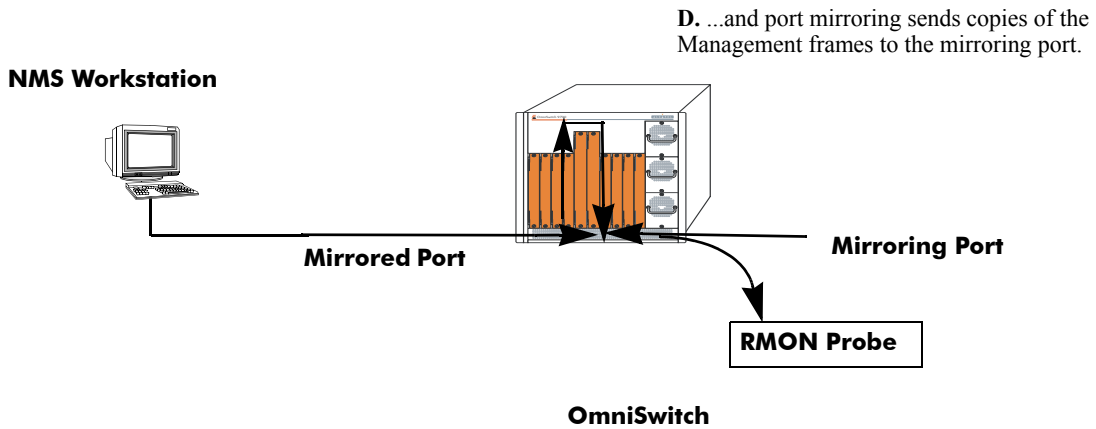 D. ...and port mirroring sends copies of the
Management frames to the mirroring port.
NMS Workstation
Mirrored Port
Mirroring Port
RMON Probe
OmniSwitch